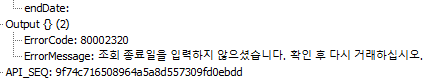 endDate:
Output {} (2)
ErrorCode: 80002320
ErrorMessage: 조회 종료일을 입력하지 않으셨습니다. 확인 후 다시 거래하십시오.
API_SEQ: 9f74c716508964a5a8d557309fd0ebdd